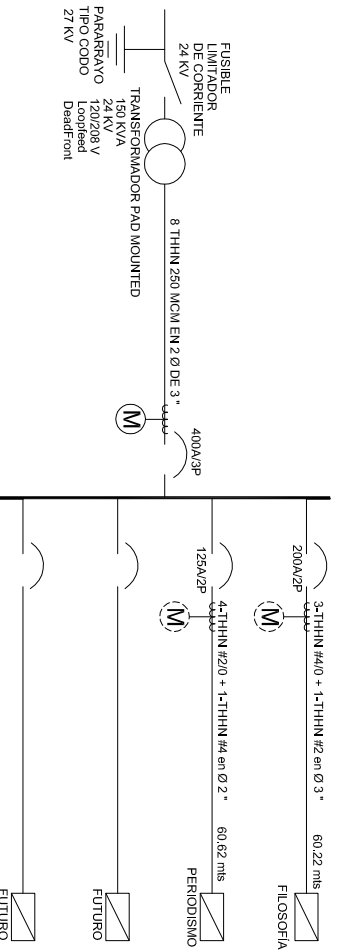 FUSIBLE
LIMITADOR
DE CORRIENTE
24 KV
PARARRAYO
TIPO CODO
27 KV
TRANSFORMADOR PAD MOUNTED
150 KVA
24 KV
120/208 V
Loopfeed
DeadFront
8 THHN 250 MCM EN 2 Ø DE 3 "
M
400A/3P
200A/2P
3-THHN #4/0 + 1-THHN #2 en Ø 3 "
60.22 mts
M
FILOSOFÍA
125A/2P
4-THHN #2/0 + 1-THHN #4 en Ø 2 "
60.62 mts
M
PERIODISMO
FUTURO
FUTURO